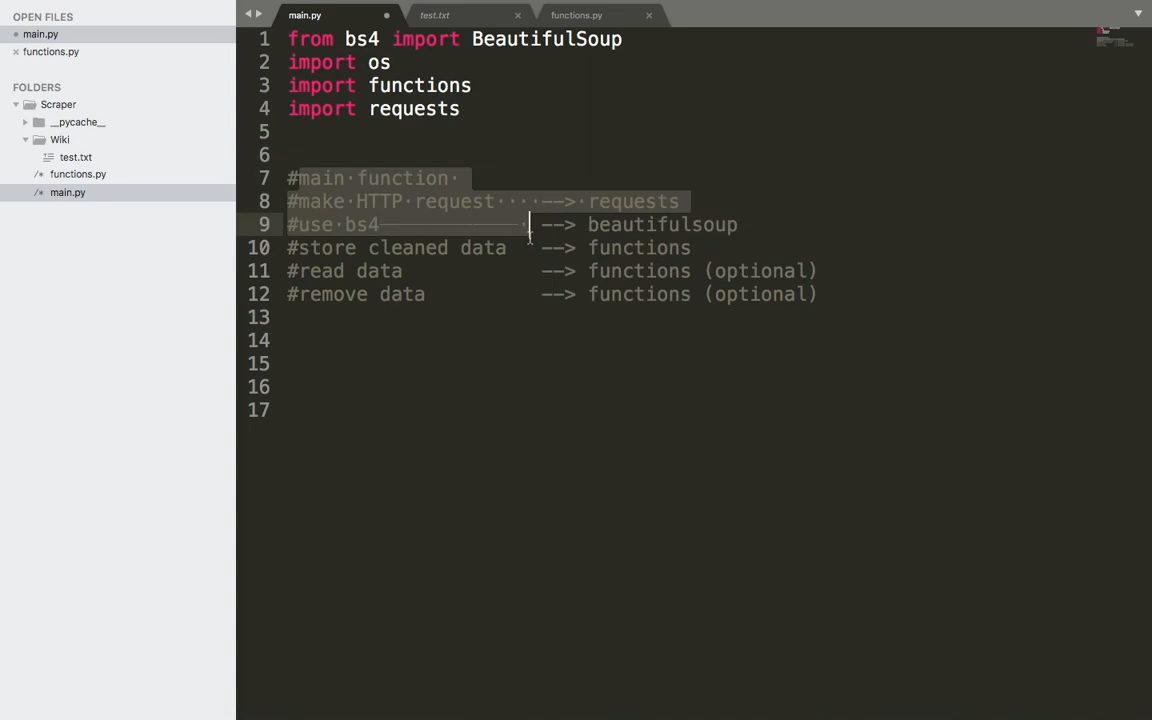 OPEN FILES
main.py
functions.py
FOLDERS
Scraper
__pycache__
Wiki
test.txt
functions.py
main.py
main.py
test.txt
functions.py
1 from bs4 import BeautifulSoup
2 import os
3 import functions
4 import requests
5
6
7 #main function
8 #make HTTP request --> requests
9 #use bs4 --> beautifulsoup
10 #store cleaned data --> functions
11 #read data --> functions (optional)
12 #remove data --> functions (optional)
13
14
15
16
17